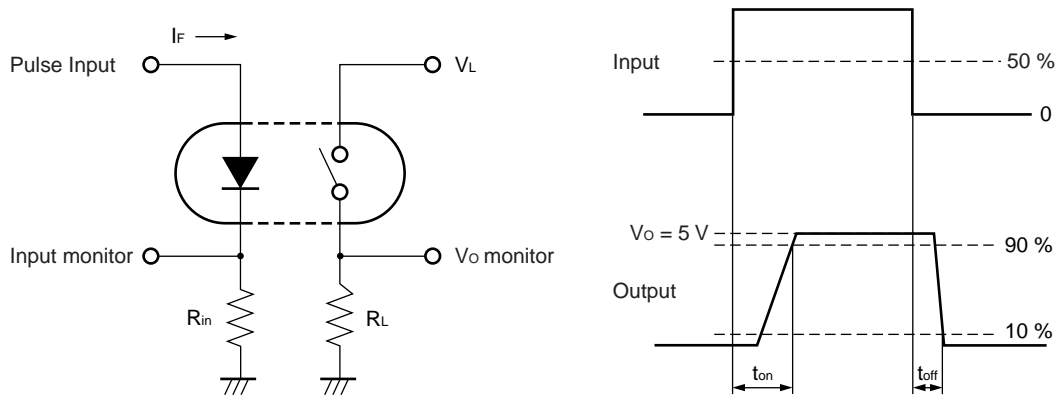 IF
Pulse Input
VL
Input monitor
VO monitor
Rin
RL
Input
50 %
0
VO = 5 V
90 %
Output
10 %
ton
toff